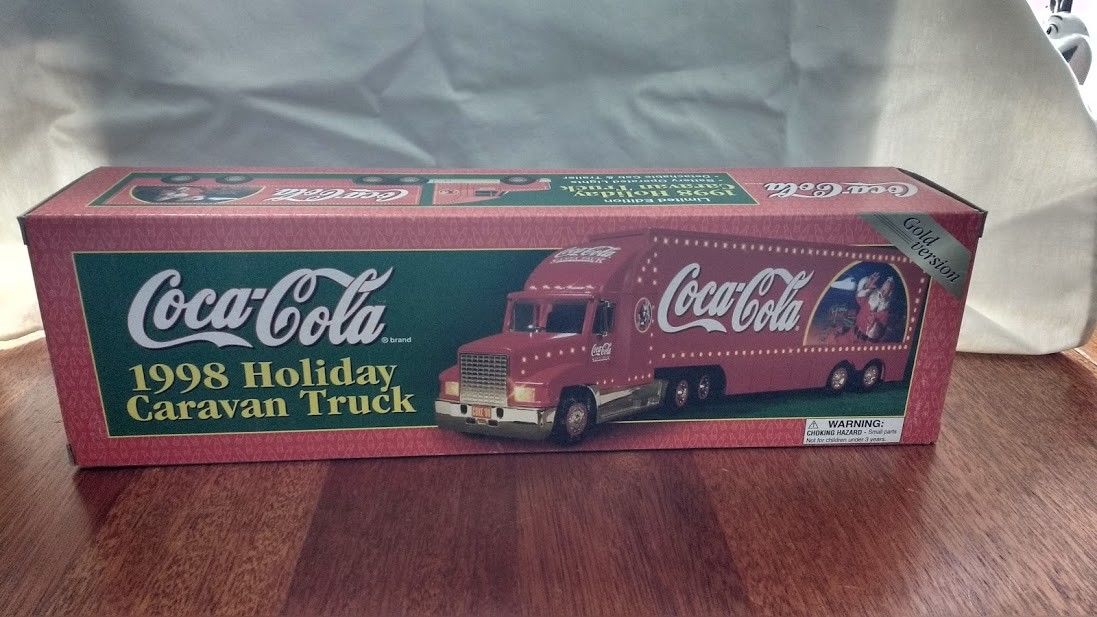 Coca-Cola
Limited Edition
1998 Holiday
Caravan Truck
• Battery Operated Lights
• Detachable Cab & Trailer
Coca-Cola
Gold
version
Coca-Cola
® brand
1998 Holiday
Caravan Truck
Coca-Cola
Coca-Cola
Coca-Cola
WARNING:
CHOKING HAZARD - Small parts
Not for children under 3 years.